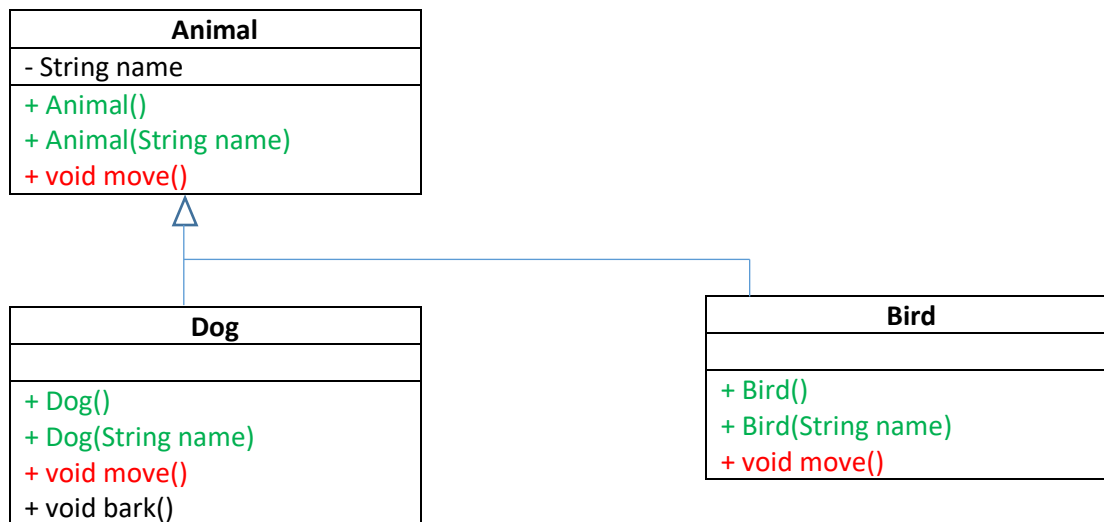 Animal
- String name
+ Animal()
+ Animal(String name)
+ void move()
Dog
+ Dog()
+ Dog(String name)
+ void move()
+ void bark()
Bird
+ Bird()
+ Bird(String name)
+ void move()